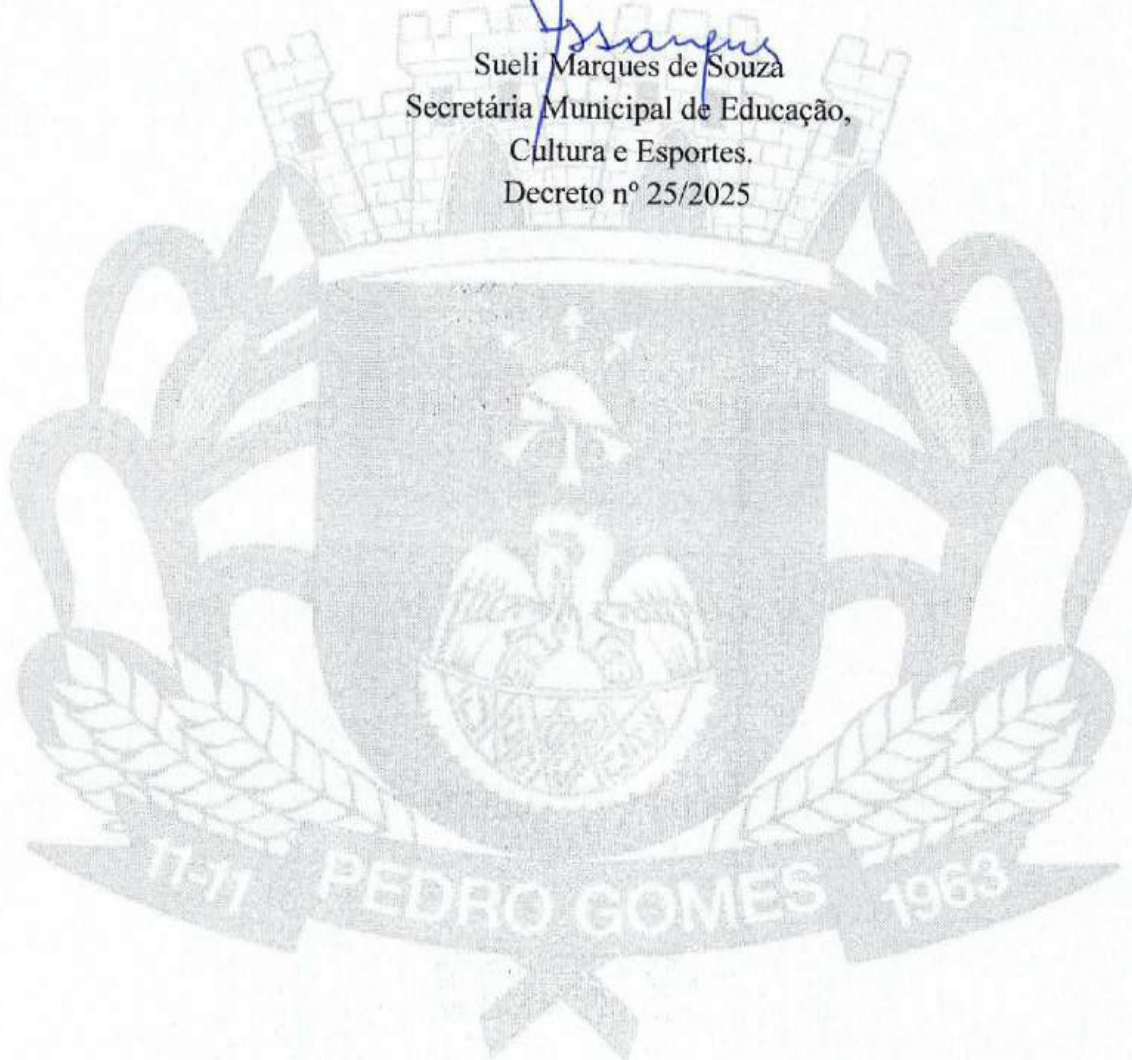 Sueli Marques de Souza
Secretária Municipal de Educação,
Cultura e Esportes.
Decreto nº 25/2025
11-11 PEDRO GOMES 1963